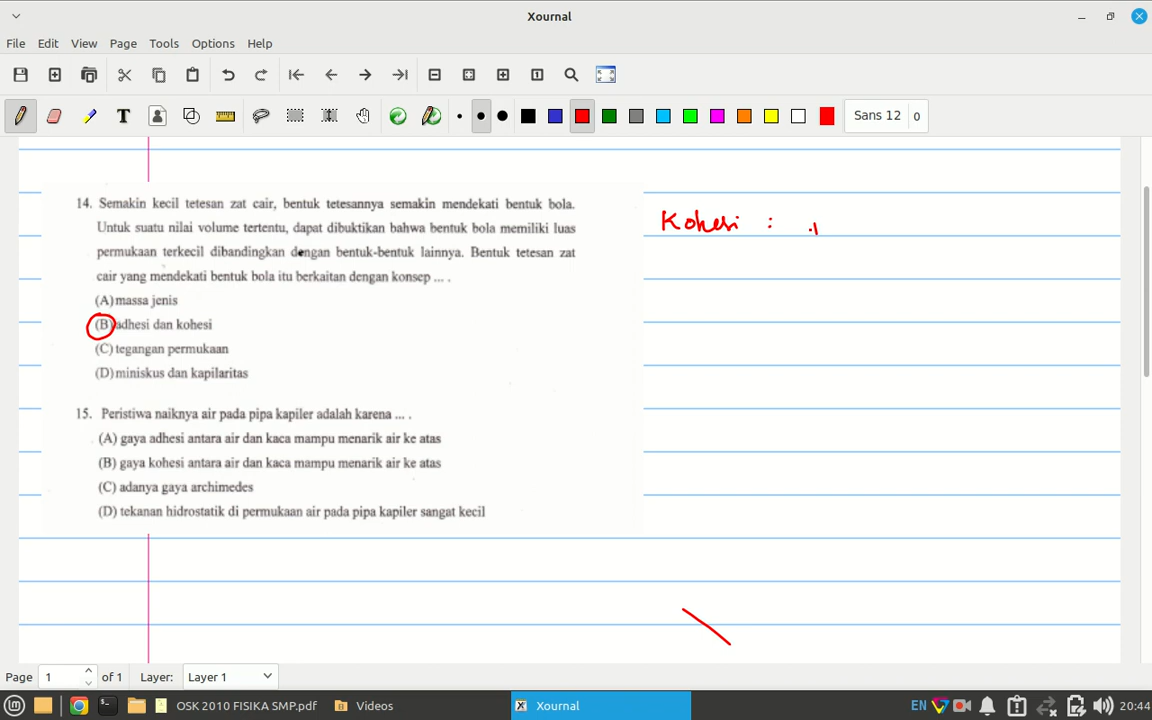 Xournal
File Edit View Page Tools Options Help
Sans 12 0
14. Semakin kecil tetesan zat cair, bentuk tetesannya semakin mendekati bentuk bola.
Untuk suatu nilai volume tertentu, dapat dibuktikan bahwa bentuk bola memiliki luas
permukaan terkecil dibandingkan dengan bentuk-bentuk lainnya. Bentuk tetesan zat
cair yang mendekati bentuk bola itu berkaitan dengan konsep ... .
(A) massa jenis
(B) adhesi dan kohesi
(C) tegangan permukaan
(D) miniskus dan kapilaritas
Kohesi :
15. Peristiwa naiknya air pada pipa kapiler adalah karena ... .
(A) gaya adhesi antara air dan kaca mampu menarik air ke atas
(B) gaya kohesi antara air dan kaca mampu menarik air ke atas
(C) adanya gaya archimedes
(D) tekanan hidrostatik di permukaan air pada pipa kapiler sangat kecil
Page 1 of 1 Layer: Layer 1
OSK 2010 FISIKA SMP.pdf Videos Xournal EN 20:44